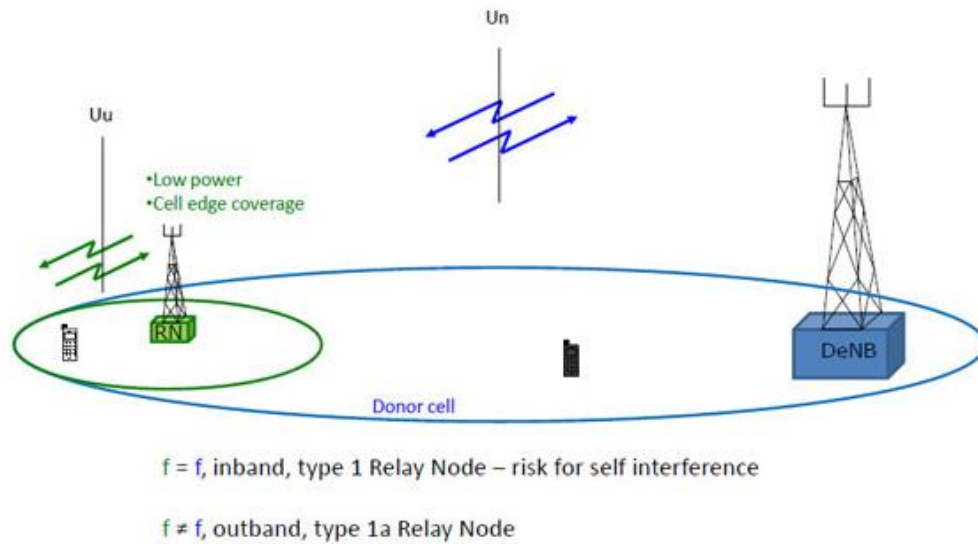 Un
Uu
•Low power
•Cell edge coverage
RN
DeNB
Donor cell
f = f, inband, type 1 Relay Node – risk for self interference
f ≠ f, outband, type 1a Relay Node